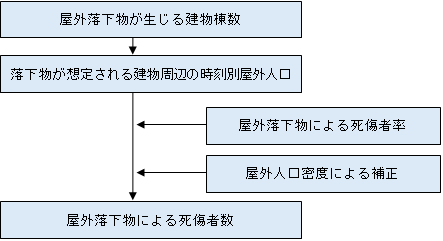 屋外落下物が生じる建物棟数
落下物が想定される建物周辺の時刻別屋外人口
屋外落下物による死傷者率
屋外人口密度による補正
屋外落下物による死傷者数